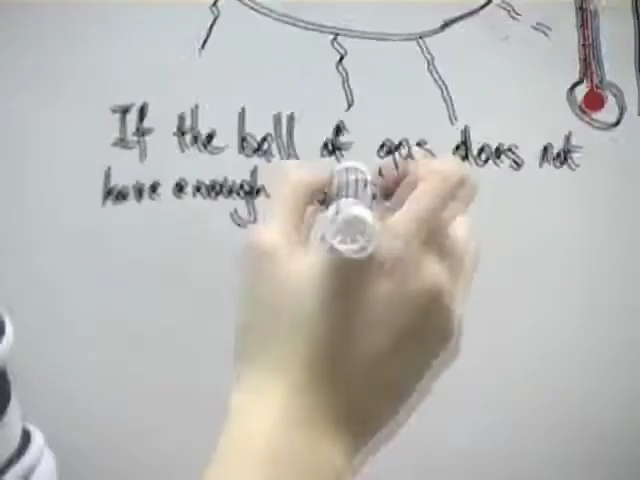 If the ball of gas does not
have enough